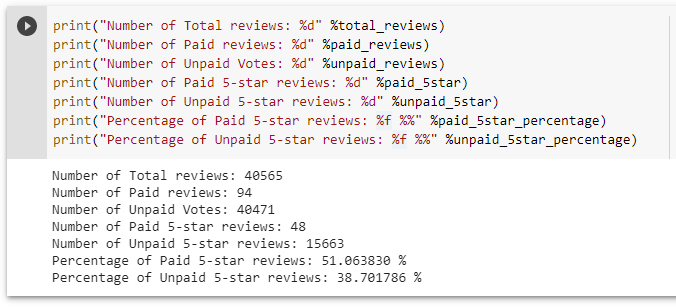 print("Number of Total reviews: %d" %total_reviews)
print("Number of Paid reviews: %d" %paid_reviews)
print("Number of Unpaid Votes: %d" %unpaid_reviews)
print("Number of Paid 5-star reviews: %d" %paid_5star)
print("Number of Unpaid 5-star reviews: %d" %unpaid_5star)
print("Percentage of Paid 5-star reviews: %f %%" %paid_5star_percentage)
print("Percentage of Unpaid 5-star reviews: %f %%" %unpaid_5star_percentage)
Number of Total reviews: 40565
Number of Paid reviews: 94
Number of Unpaid Votes: 40471
Number of Paid 5-star reviews: 48
Number of Unpaid 5-star reviews: 15663
Percentage of Paid 5-star reviews: 51.063830 %
Percentage of Unpaid 5-star reviews: 38.701786 %